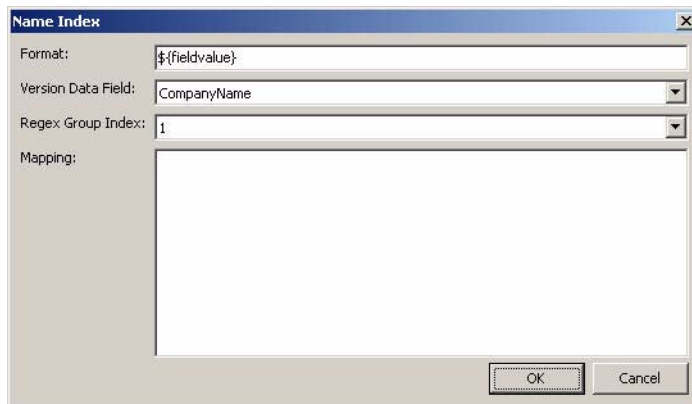 Name Index
Format: ${fieldvalue}
Version Data Field: CompanyName
Regex Group Index: 1
Mapping:
OK Cancel